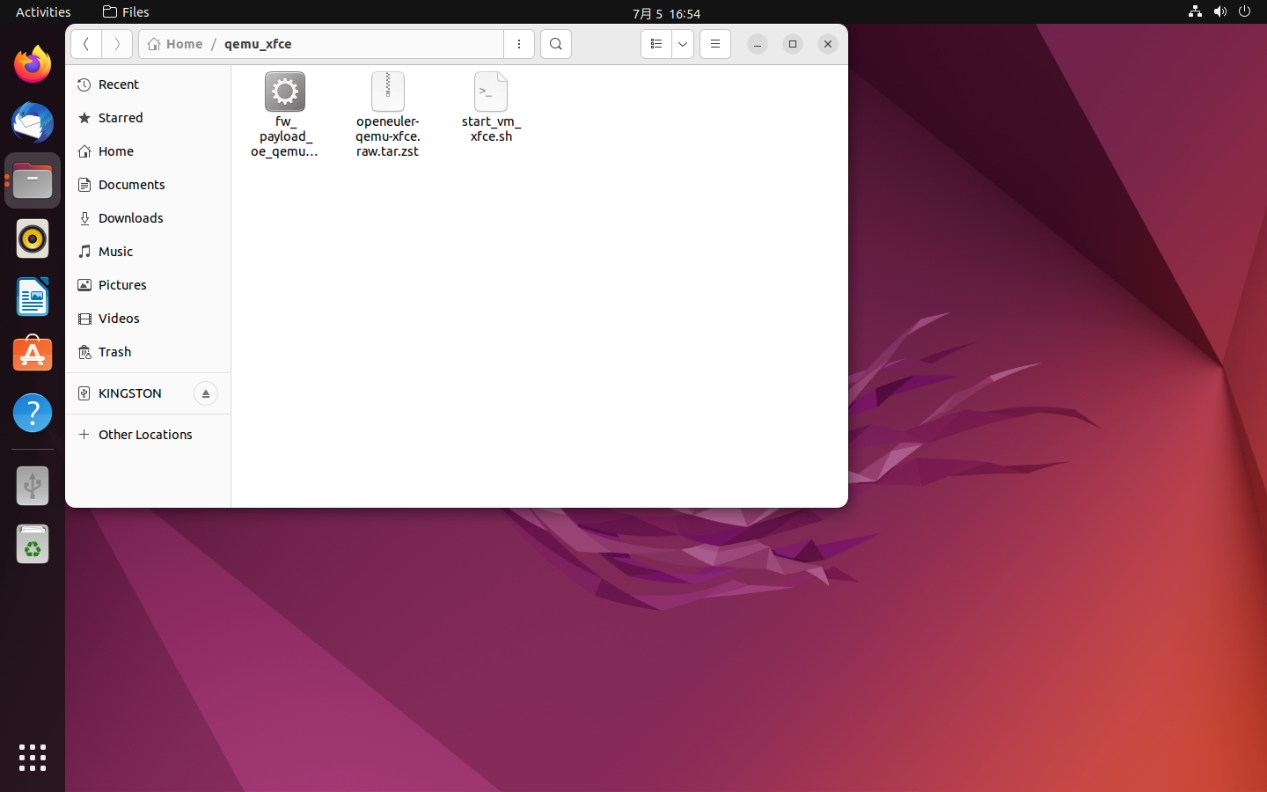 Activities
Files
7月 5 16:54
Home / qemu_xfce
Recent
Starred
Home
Documents
Downloads
Music
Pictures
Videos
Trash
KINGSTON
Other Locations
fw_
payload_
oe_qemu...
openeuler-
qemu-xfce.
raw.tar.zst
>_
start_vm_
xfce.sh